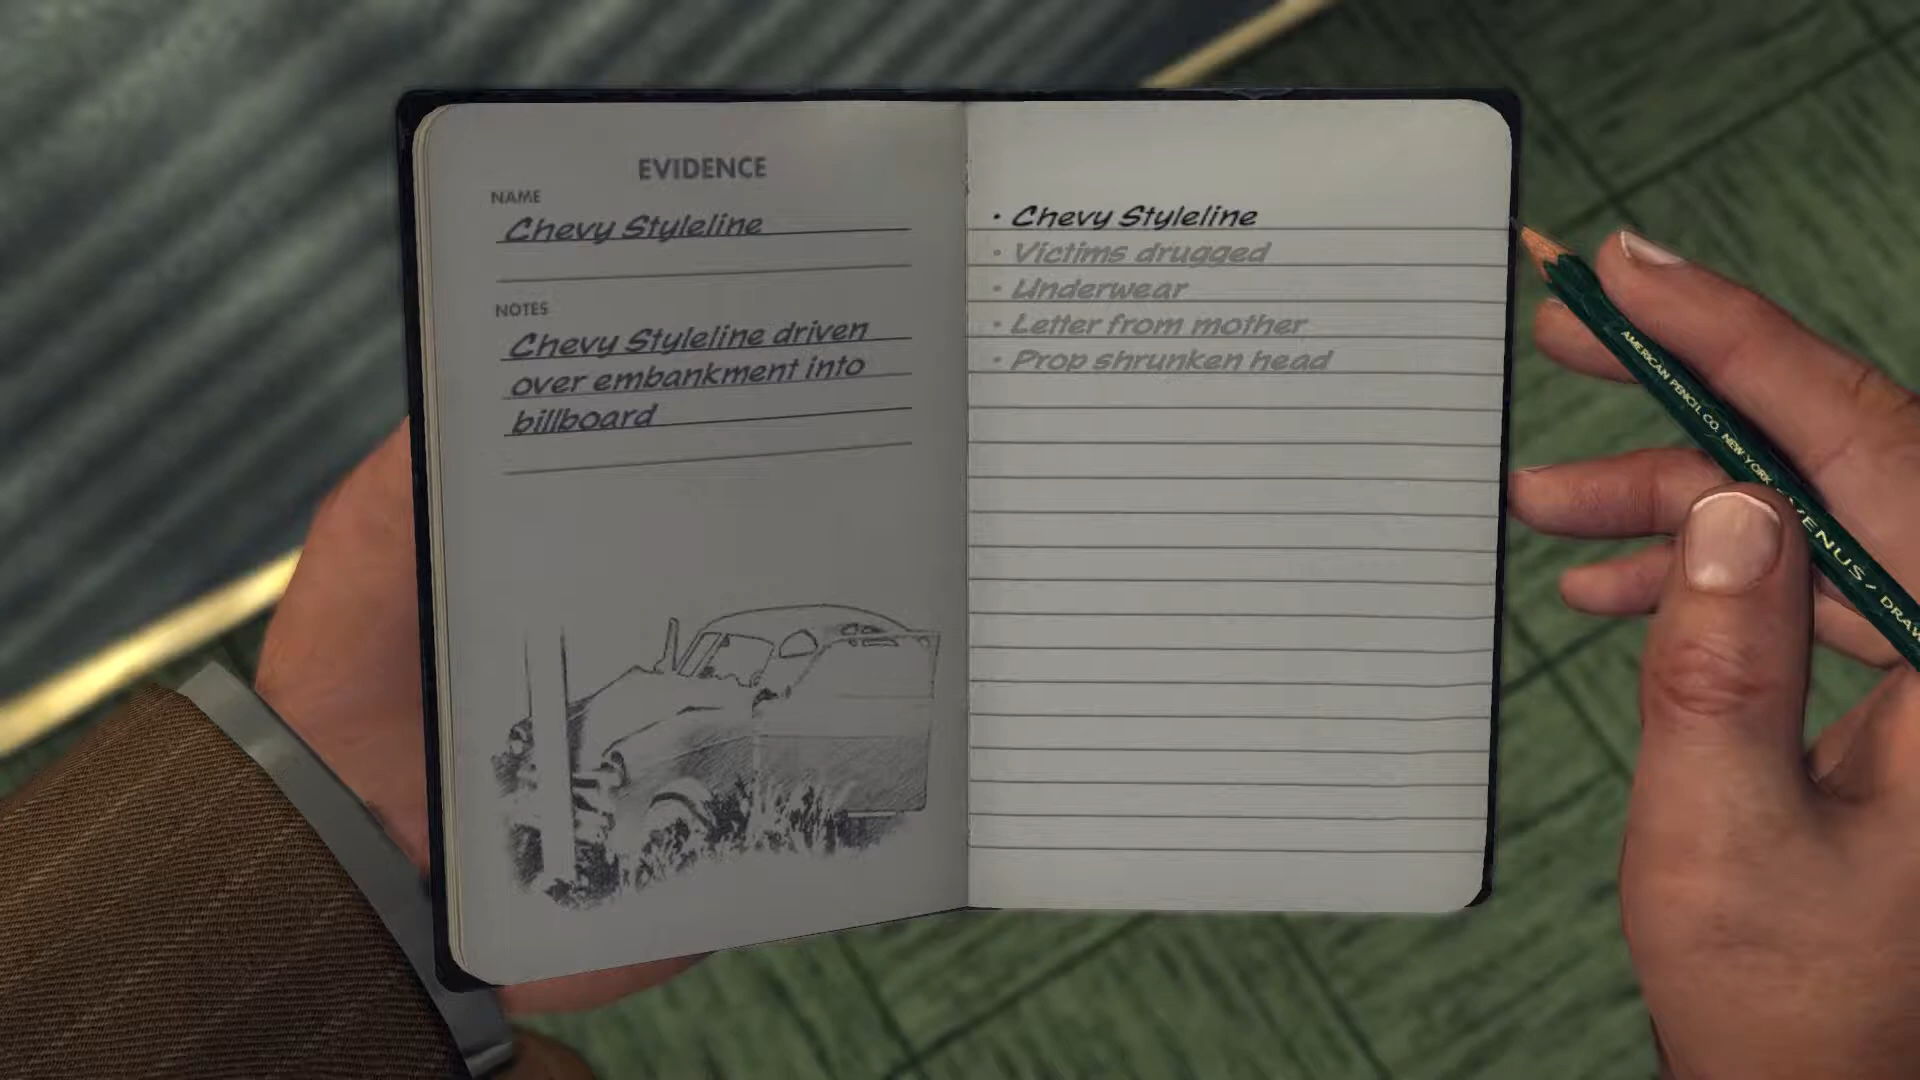 EVIDENCE
NAME
Chevy Styleline
NOTES
Chevy Styleline driven
over embankment into
billboard
• Chevy Styleline
• Victims drugged
• Underwear
• Letter from mother
• Prop shrunken head
AMERICAN PENCIL CO. NEW YORK VENUS/ DRAW